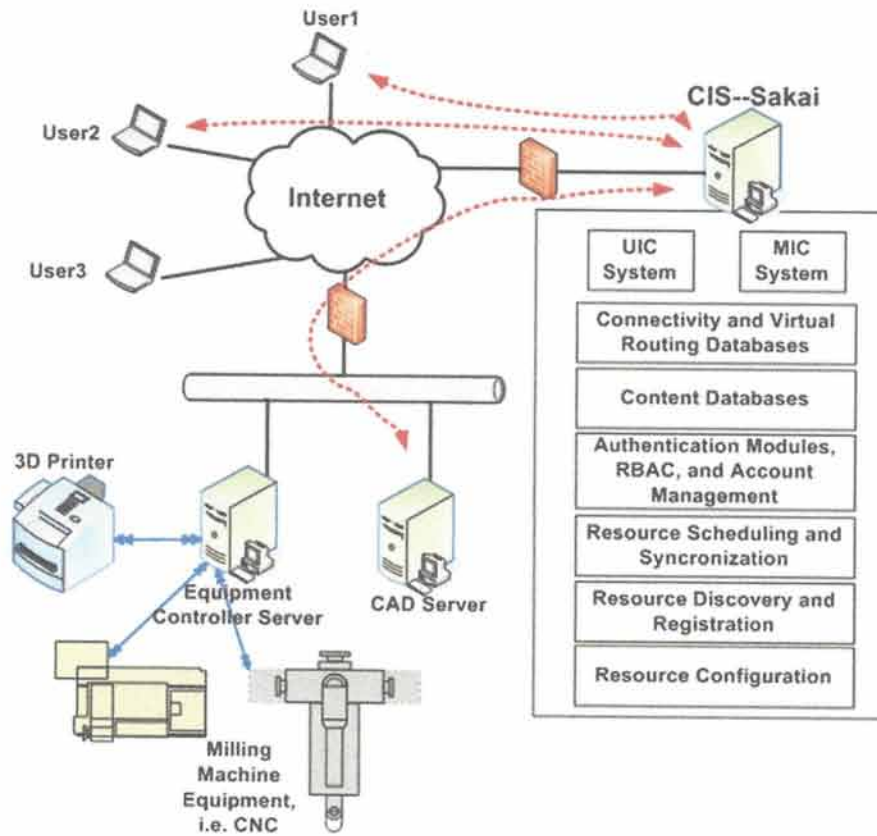 User1
CIS--Sakai
User2
Internet
User3
UIC
System
MIC
System
Connectivity and Virtual
Routing Databases
Content Databases
Authentication Modules,
RBAC, and Account
Management
3D Printer
Resource Scheduling and
Syncronization
Equipment
Controller Server
CAD Server
Resource Discovery and
Registration
Resource Configuration
Milling
Machine
Equipment,
i.e. CNC